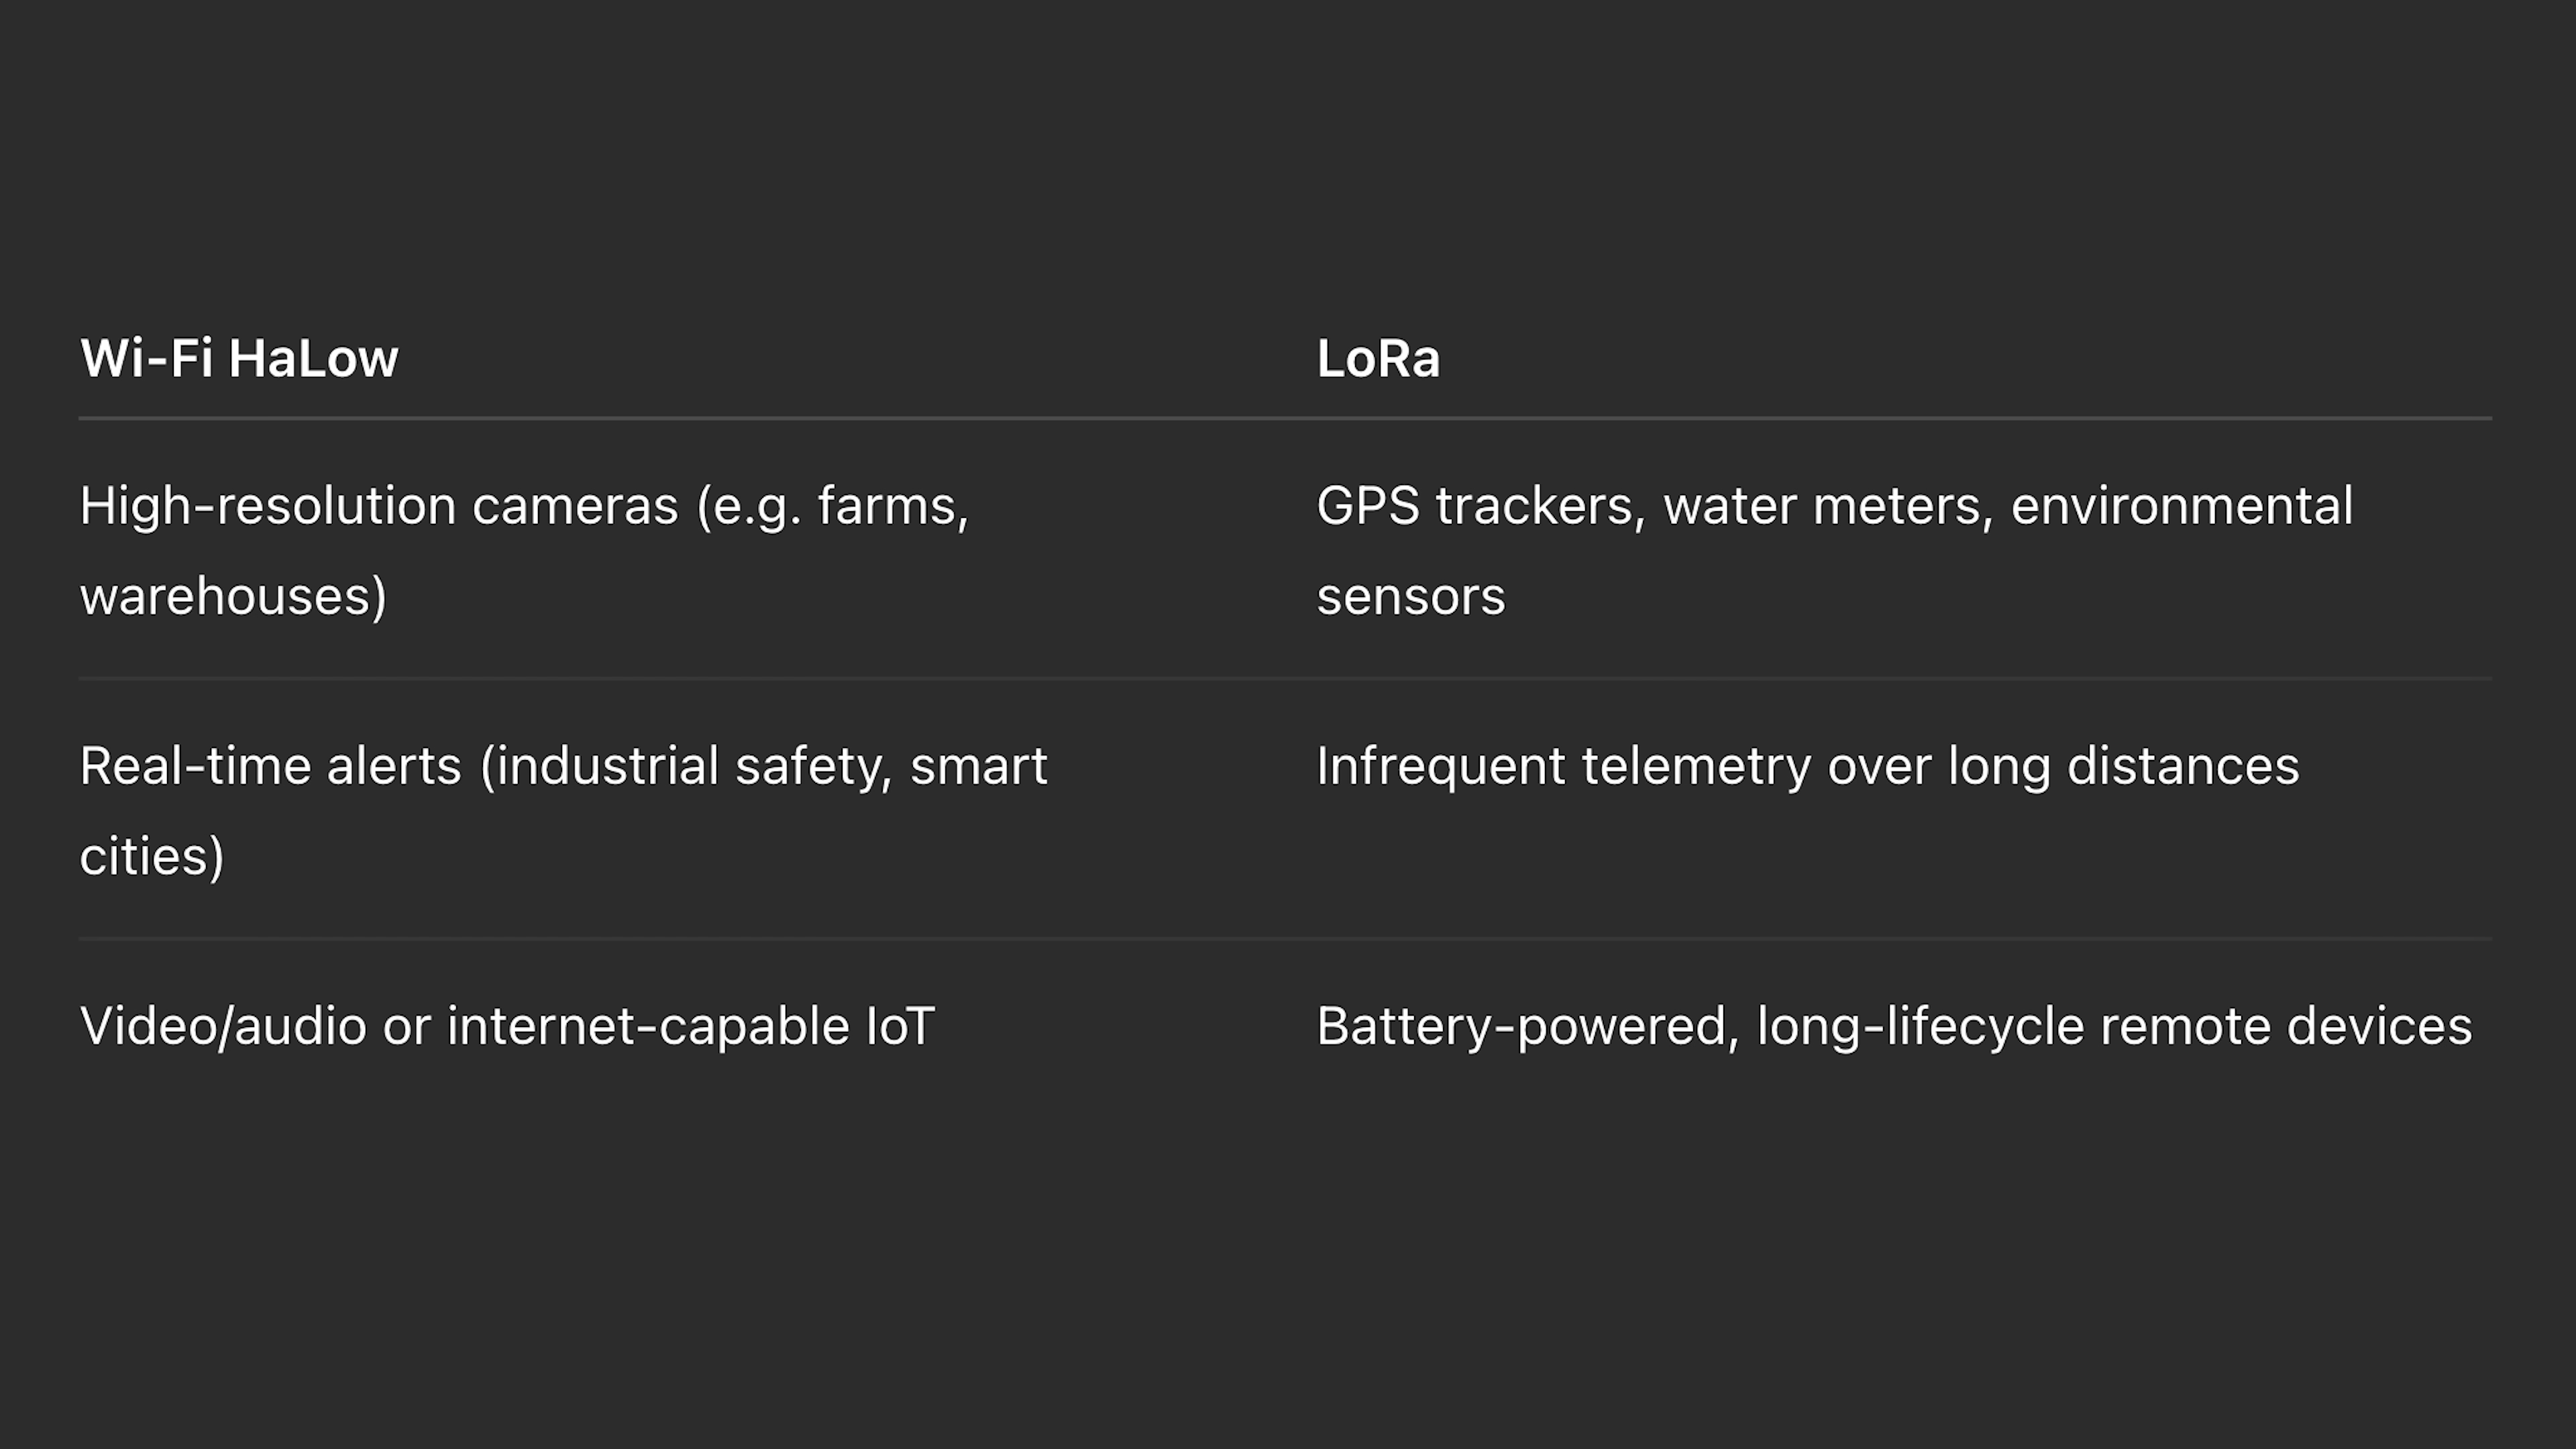 Wi-Fi HaLow
LoRa
High-resolution cameras (e.g. farms,
warehouses)
GPS trackers, water meters, environmental
sensors
Real-time alerts (industrial safety, smart
cities)
Infrequent telemetry over long distances
Video/audio or internet-capable IoT
Battery-powered, long-lifecycle remote devices